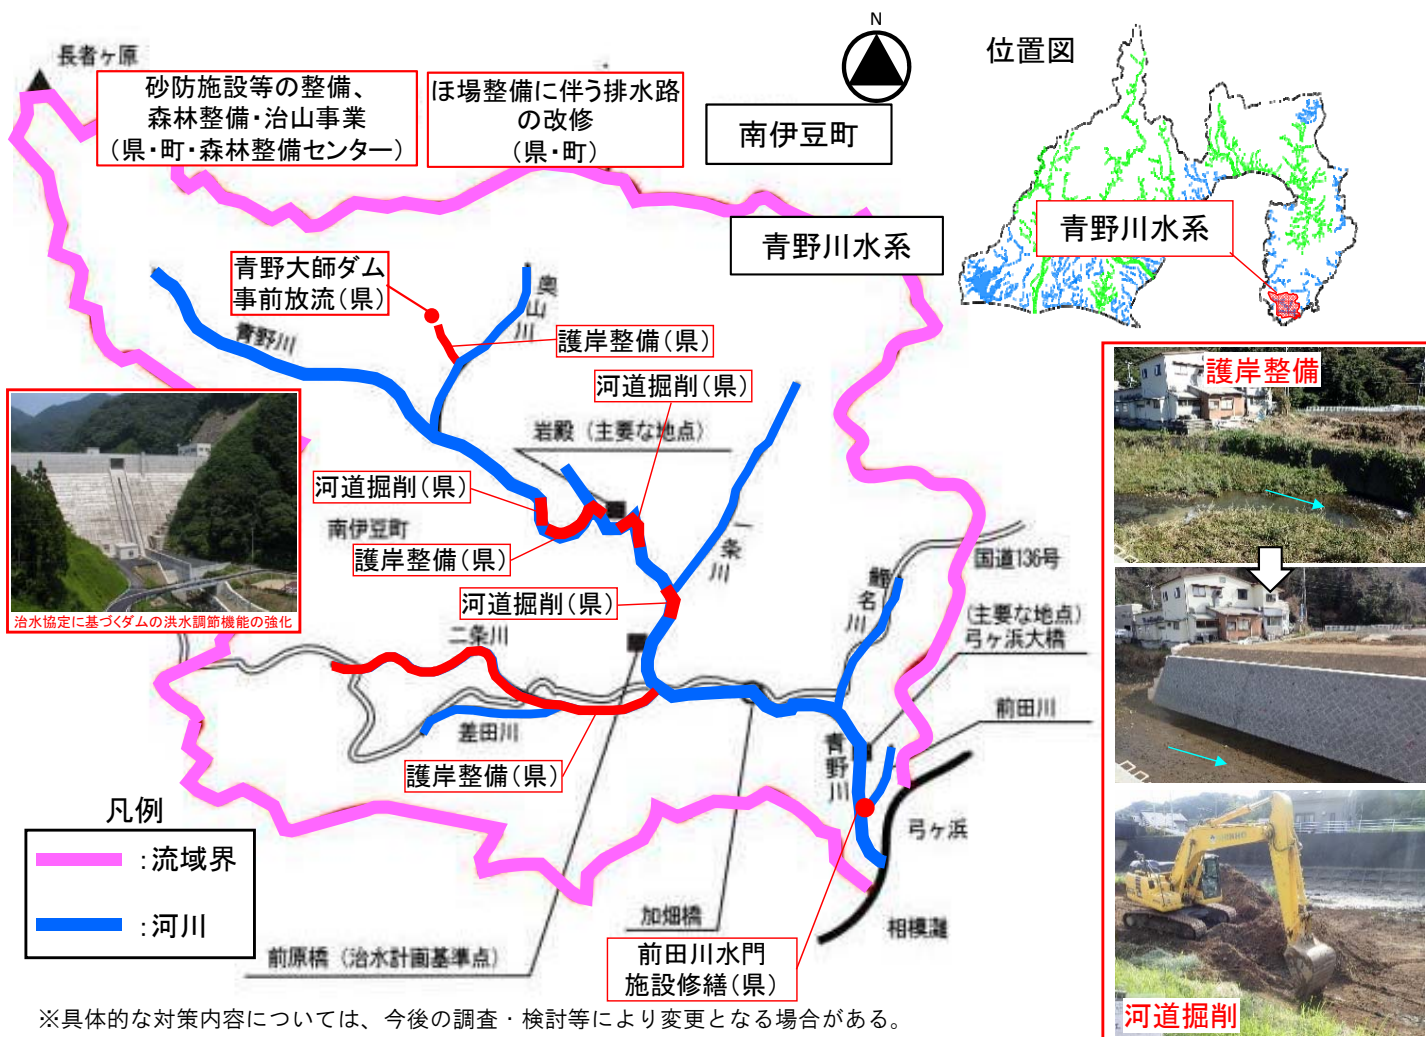 長者ヶ原
砂防施設等の整備、
森林整備・治山事業
（県・町・森林整備センター）
ほ場整備に伴う排水路
の改修
（県・町）
N
南伊豆町
位置図
青野川水系
青野川水系
青野大師ダム
事前放流（県）
奥山川
青野川
護岸整備（県）
河道掘削（県）
護岸整備
岩殿（主要な地点）
河道掘削（県）
南伊豆町
護岸整備（県）
一条川
国道136号
鯉名川
河道掘削（県）
（主要な地点）
弓ヶ浜大橋
治水協定に基づくダムの洪水調節機能の強化
二条川
前田川
差田川
青野川
護岸整備（県）
凡例
：流域界
：河川
弓ヶ浜
加畑橋
相模灘
前原橋（治水計画基準点）
前田川水門
施設修繕（県）
河道掘削
※具体的な対策内容については、今後の調査・検討等により変更となる場合がある。